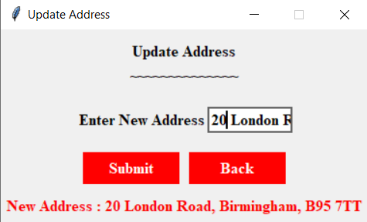 Update Address
Update Address
~~~~~~~~~~~~~~
Enter New Address 20 London R
Submit Back
New Address : 20 London Road, Birmingham, B95 7TT